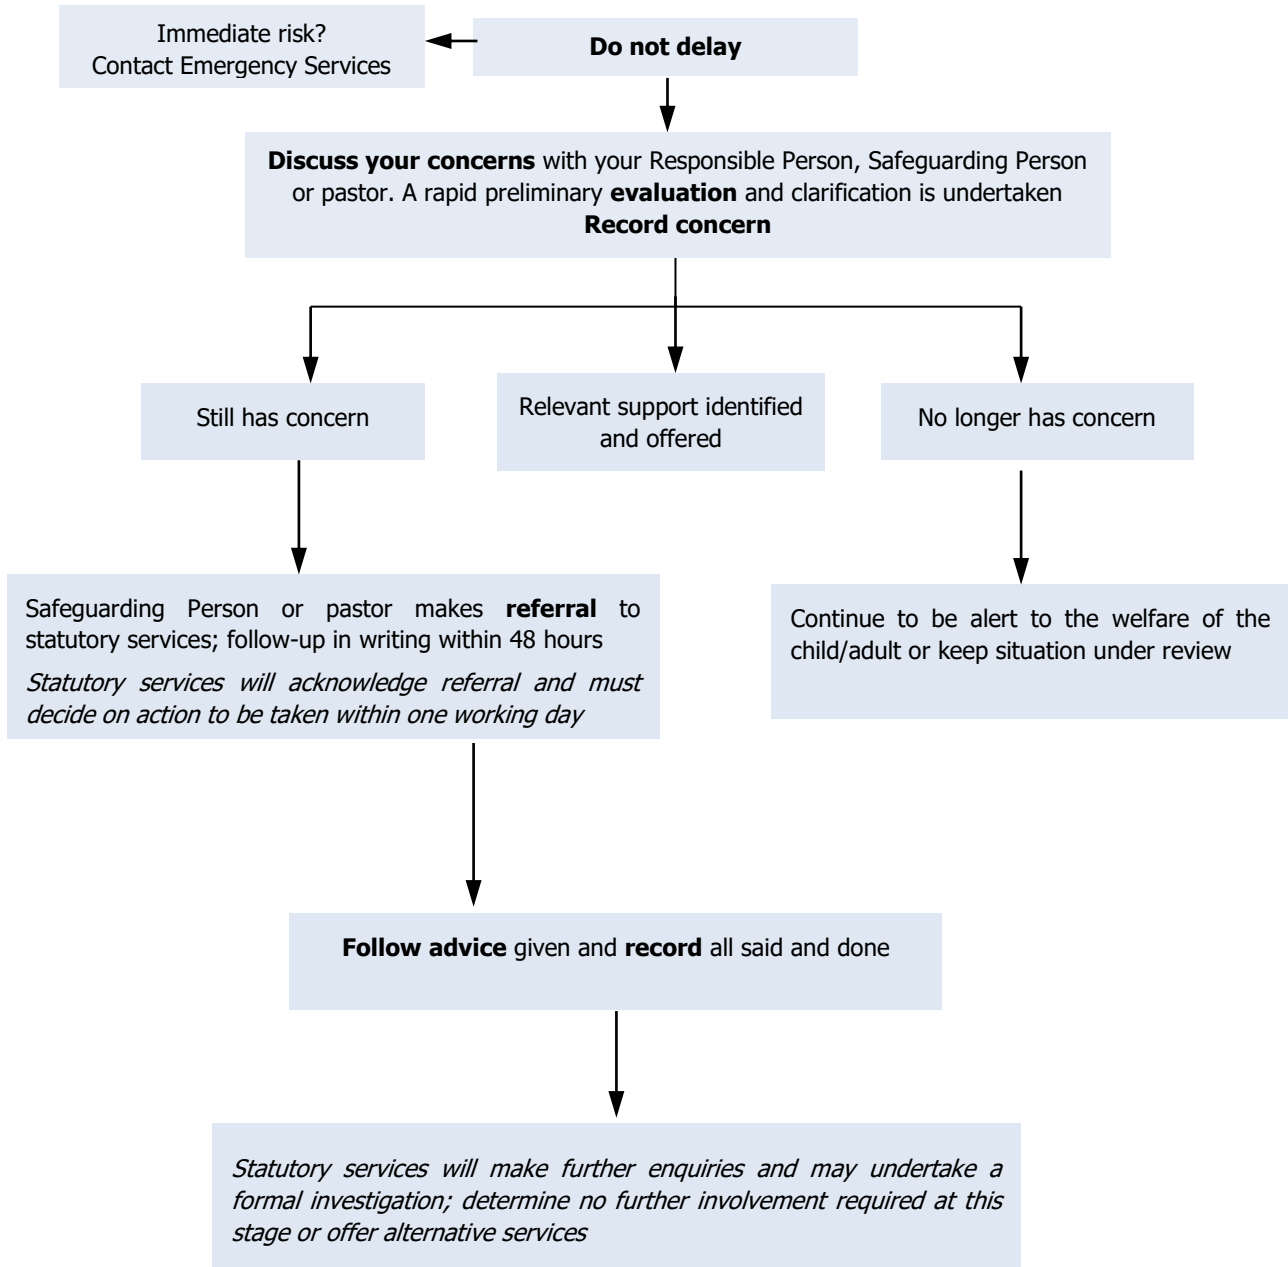 Immediate risk?
Contact Emergency Services
Do not delay
Discuss your concerns with your Responsible Person, Safeguarding Person
or pastor. A rapid preliminary evaluation and clarification is undertaken
Record concern
Still has concern
Relevant support identified
and offered
No longer has concern
Safeguarding Person or pastor makes referral to
statutory services; follow-up in writing within 48 hours
Statutory services will acknowledge referral and must
decide on action to be taken within one working day
Continue to be alert to the welfare of the
child/adult or keep situation under review
Follow advice given and record all said and done
Statutory services will make further enquiries and may undertake a
formal investigation; determine no further involvement required at this
stage or offer alternative services